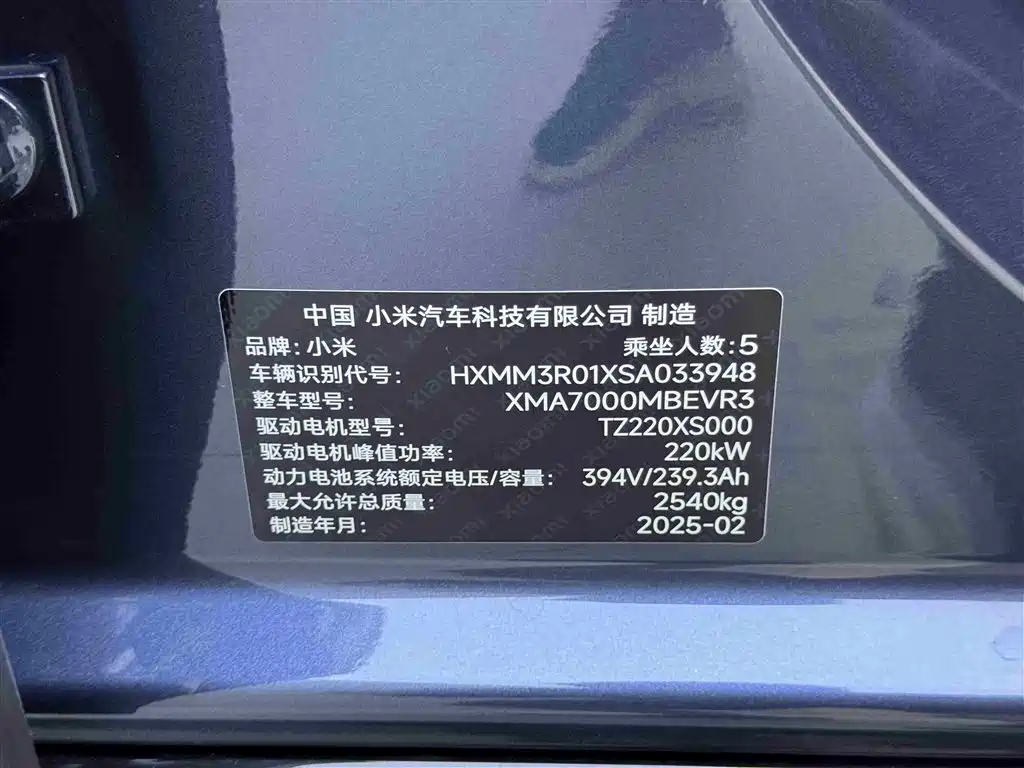 中国 小米汽车科技有限公司 制造
品牌: 小米 乘坐人数: 5
车辆识别代号: HXMM3R01XSA033948
整车型号: XMA7000MBEVR3
驱动电机型号: TZ220XS000
驱动电机峰值功率: 220kW
动力电池系统额定电压/容量: 394V/239.3Ah
最大允许总质量: 2540kg
制造年月: 2025-02